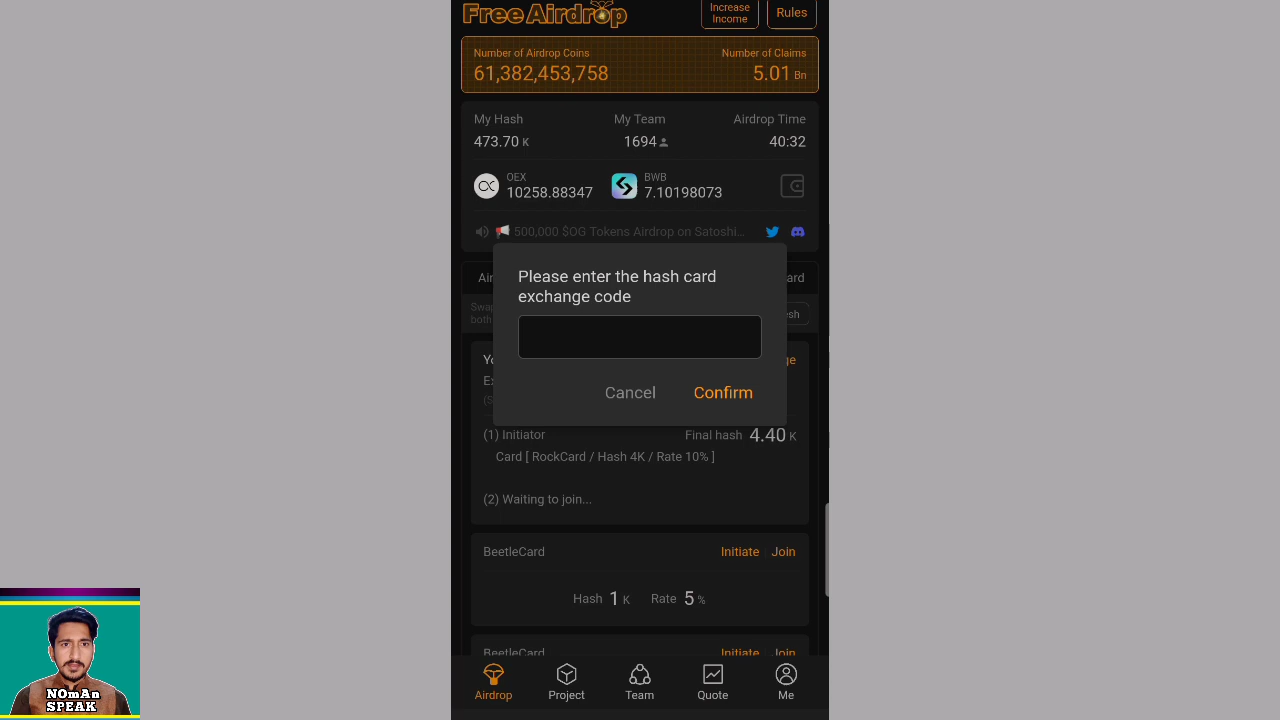 Free Airdrop
Increase
Income
Rules
Number of Airdrop Coins
Number of Claims
61,382,453,758
5.01 Bn
My Hash
My Team
Airdrop Time
473.70 K
1694
40:32
OEX
10258.88347
BWB
7.10198073
500,000 $OG Tokens Airdrop on Satoshi...
Please enter the hash card
exchange code
Cancel
Confirm
(1) Initiator
Final hash 4.40 K
Card [ RockCard / Hash 4K / Rate 10% ]
(2) Waiting to join...
BeetleCard
Initiate
Join
Hash 1 K
Rate 5 %
BeetleCard
Initiate
Join
Airdrop
Project
Team
Quote
Me
NOmAn
SPEAK